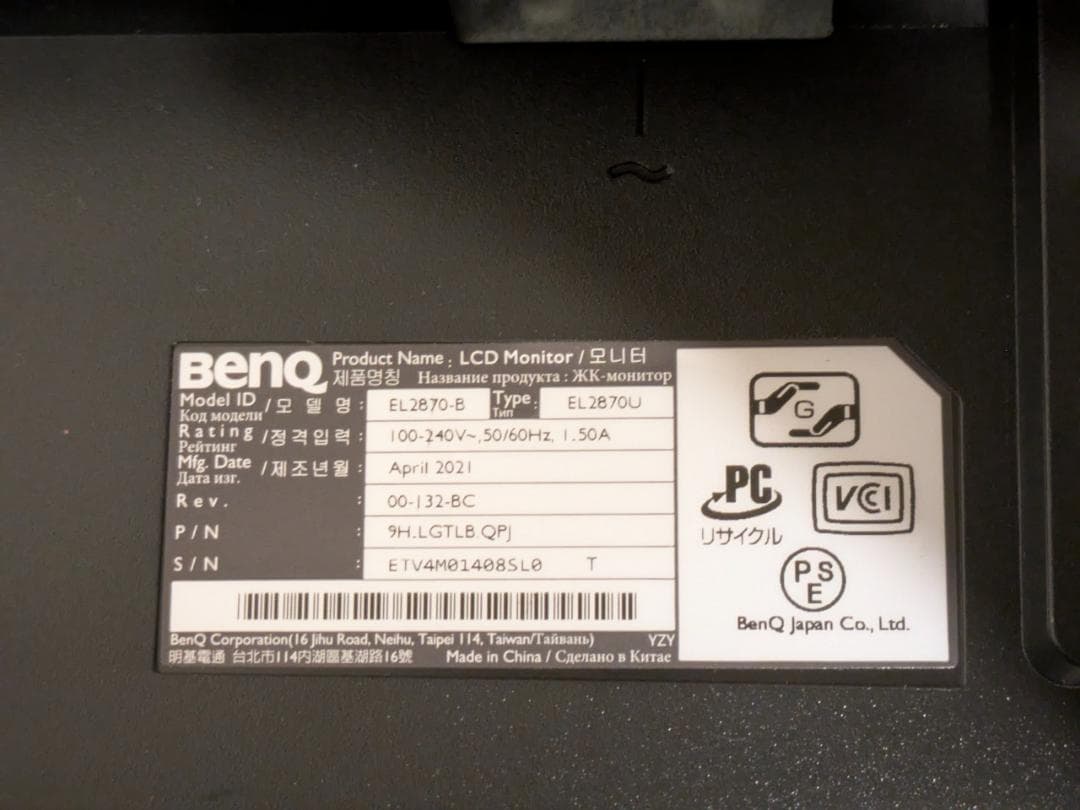 BenQ Product Name : LCD Monitor / 모니터
제품명칭 Название продукта : ЖК-монитор
Model ID / 모 델 명 : EL2870-B Type : EL2870U
Код модели Тип
Rating / 정격입력 : 100-240V~,50/60Hz, 1.50A
Рейтинг
Mfg. Date / 제조년월 : April 2021
Дата изг.
Rev. : 00-132-BC
P/N : 9H.LGTLB.QPJ
S/N : ETV4M01408SL0 T
BenQ Corporation(16 Jihu Road, Neihu, Taipei 114, Taiwan/Тайвань) YZY
明基電通 台北市114內湖區基湖路16號 Made in China / Сделано в Китае
G
PC
リサイクル
VCCI
PSE
BenQ Japan Co., Ltd.